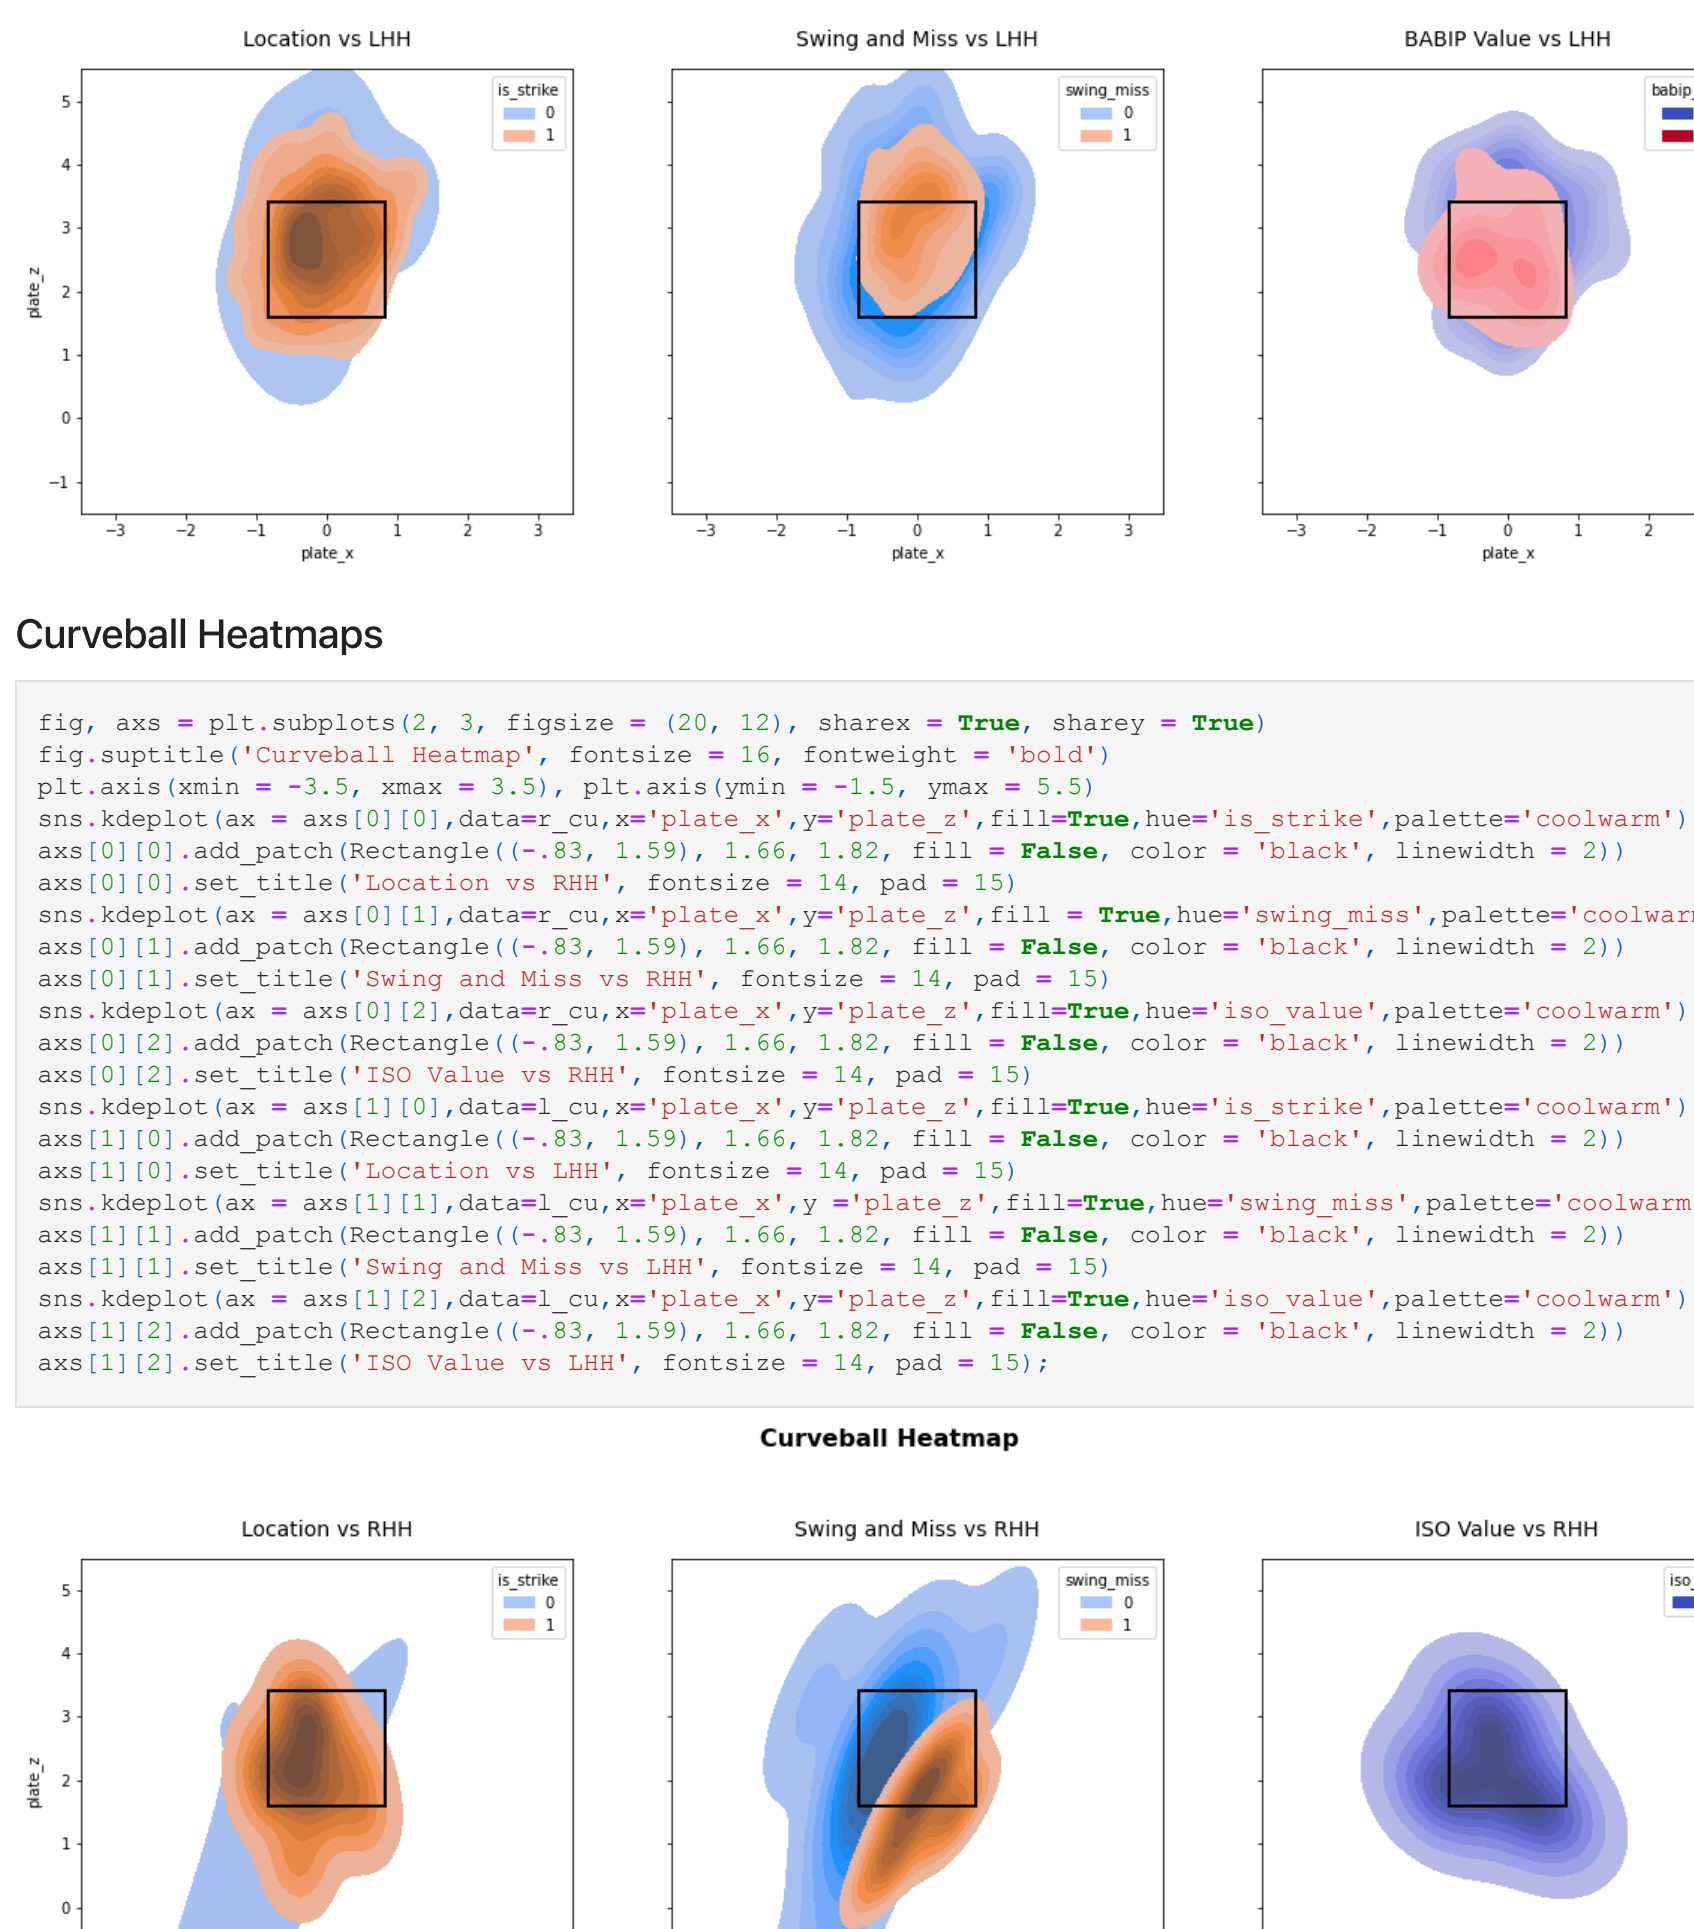 Location vs LHH
Swing and Miss vs LHH
BABIP Value vs LHH
is_strike
0
1
swing_miss
0
1
babip_
5
4
3
2
1
0
−1
plate_z
−3 −2 −1 0 1 2 3
plate_x
−3 −2 −1 0 1 2 3
plate_x
−3 −2 −1 0 1 2
plate_x
Curveball Heatmaps
fig, axs = plt.subplots(2, 3, figsize = (20, 12), sharex = True, sharey = True)
fig.suptitle('Curveball Heatmap', fontsize = 16, fontweight = 'bold')
plt.axis(xmin = -3.5, xmax = 3.5), plt.axis(ymin = -1.5, ymax = 5.5)
sns.kdeplot(ax = axs[0][0],data=r_cu,x='plate_x',y='plate_z',fill=True,hue='is_strike',palette='coolwarm')
axs[0][0].add_patch(Rectangle((-.83, 1.59), 1.66, 1.82, fill = False, color = 'black', linewidth = 2))
axs[0][0].set_title('Location vs RHH', fontsize = 14, pad = 15)
sns.kdeplot(ax = axs[0][1],data=r_cu,x='plate_x',y='plate_z',fill = True,hue='swing_miss',palette='coolwar
axs[0][1].add_patch(Rectangle((-.83, 1.59), 1.66, 1.82, fill = False, color = 'black', linewidth = 2))
axs[0][1].set_title('Swing and Miss vs RHH', fontsize = 14, pad = 15)
sns.kdeplot(ax = axs[0][2],data=r_cu,x='plate_x',y='plate_z',fill=True,hue='iso_value',palette='coolwarm')
axs[0][2].add_patch(Rectangle((-.83, 1.59), 1.66, 1.82, fill = False, color = 'black', linewidth = 2))
axs[0][2].set_title('ISO Value vs RHH', fontsize = 14, pad = 15)
sns.kdeplot(ax = axs[1][0],data=l_cu,x='plate_x',y='plate_z',fill=True,hue='is_strike',palette='coolwarm')
axs[1][0].add_patch(Rectangle((-.83, 1.59), 1.66, 1.82, fill = False, color = 'black', linewidth = 2))
axs[1][0].set_title('Location vs LHH', fontsize = 14, pad = 15)
sns.kdeplot(ax = axs[1][1],data=l_cu,x='plate_x',y ='plate_z',fill=True,hue='swing_miss',palette='coolwarm
axs[1][1].add_patch(Rectangle((-.83, 1.59), 1.66, 1.82, fill = False, color = 'black', linewidth = 2))
axs[1][1].set_title('Swing and Miss vs LHH', fontsize = 14, pad = 15)
sns.kdeplot(ax = axs[1][2],data=l_cu,x='plate_x',y='plate_z',fill=True,hue='iso_value',palette='coolwarm')
axs[1][2].add_patch(Rectangle((-.83, 1.59), 1.66, 1.82, fill = False, color = 'black', linewidth = 2))
axs[1][2].set_title('ISO Value vs LHH', fontsize = 14, pad = 15);
Curveball Heatmap
Location vs RHH
Swing and Miss vs RHH
ISO Value vs RHH
is_strike
0
1
swing_miss
0
1
iso_
5
4
3
2
1
0
plate_z